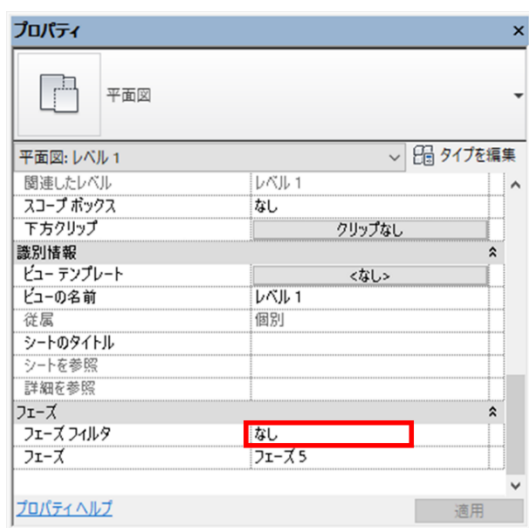 プロパティ ×
平面図
平面図: レベル 1 タイプを編集
関連したレベル レベル 1
スコープ ボックス なし
下方クリップ クリップなし
識別情報
ビュー テンプレート <なし>
ビューの名前 レベル 1
従属 個別
シートのタイトル
シートを参照
詳細を参照
フェーズ
フェーズ フィルタ なし
フェーズ フェーズ 5
プロパティ ヘルプ 適用